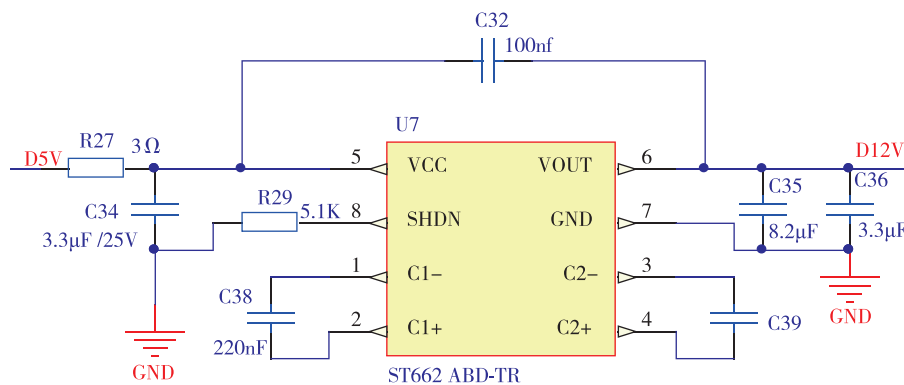 C32
100nf
U7
R27
3Ω
D5V
5
VCC
VOUT
6
D12V
C34
3.3μF /25V
R29
5.1K
8
SHDN
GND
7
C35
8.2μF
C36
3.3μF
1
C1-
C2-
3
C38
220nF
2
C1+
C2+
4
C39
GND
GND
ST662 ABD-TR